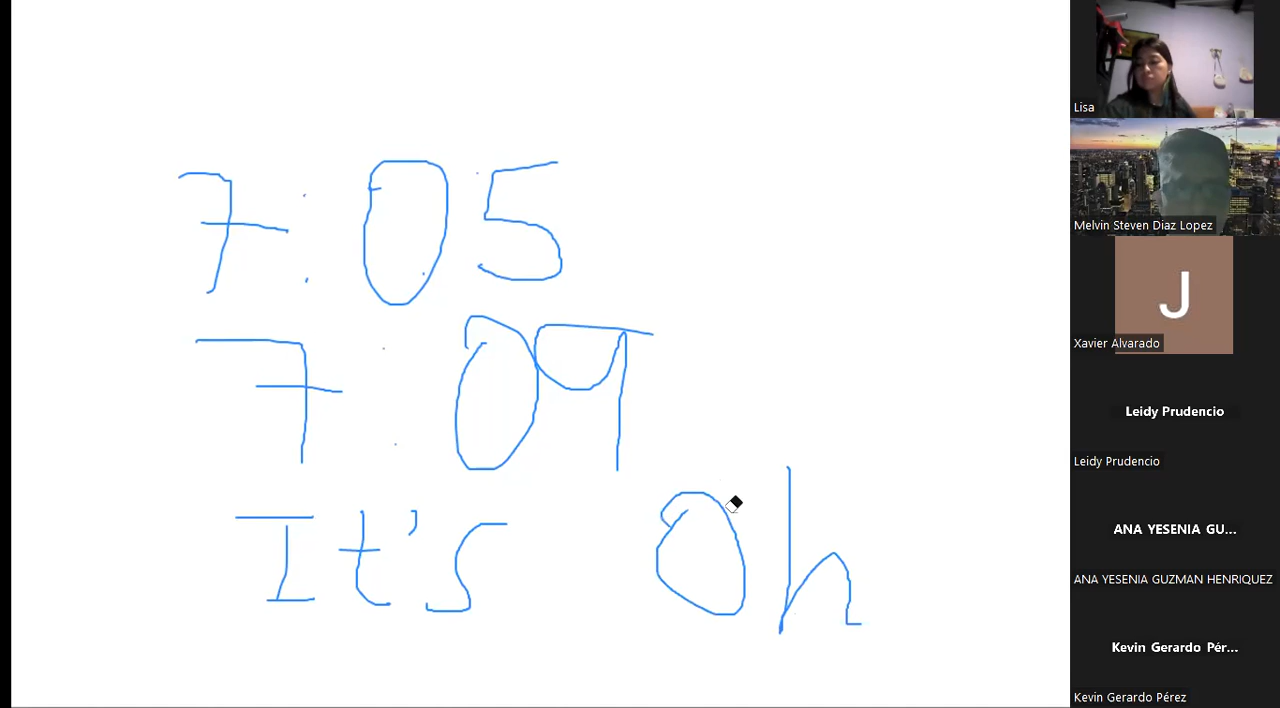 7:05
7:09
It's oh
Lisa
Melvin Steven Diaz Lopez
J
Xavier Alvarado
Leidy Prudencio
Leidy Prudencio
ANA YESENIA GU...
ANA YESENIA GUZMAN HENRIQUEZ
Kevin Gerardo Pér...
Kevin Gerardo Pérez